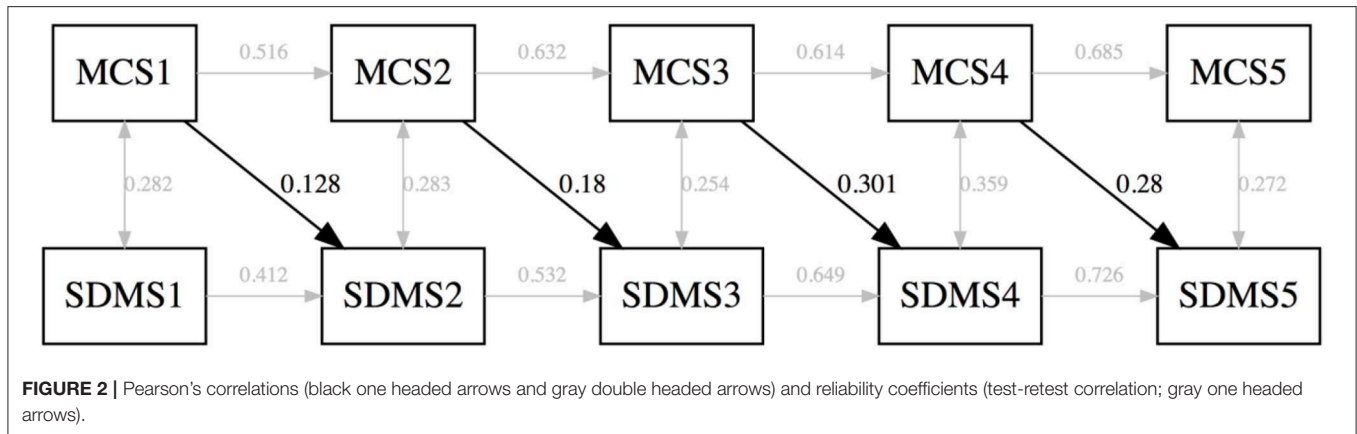 MCS1 0.516 MCS2 0.632 MCS3 0.614 MCS4 0.685 MCS5
0.282 0.128 0.283 0.18 0.254 0.301 0.359 0.28 0.272
SDMS1 0.412 SDMS2 0.532 SDMS3 0.649 SDMS4 0.726 SDMS5
FIGURE 2 | Pearson's correlations (black one headed arrows and gray double headed arrows) and reliability coefficients (test-retest correlation; gray one headed
arrows).